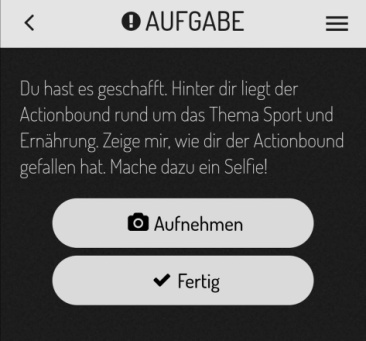 AUFGABE
Du hast es geschafft. Hinter dir liegt der
Actionbound rund um das Thema Sport und
Ernährung. Zeige mir, wie dir der Actionbound
gefallen hat. Mache dazu ein Selfie!
Aufnehmen
Fertig